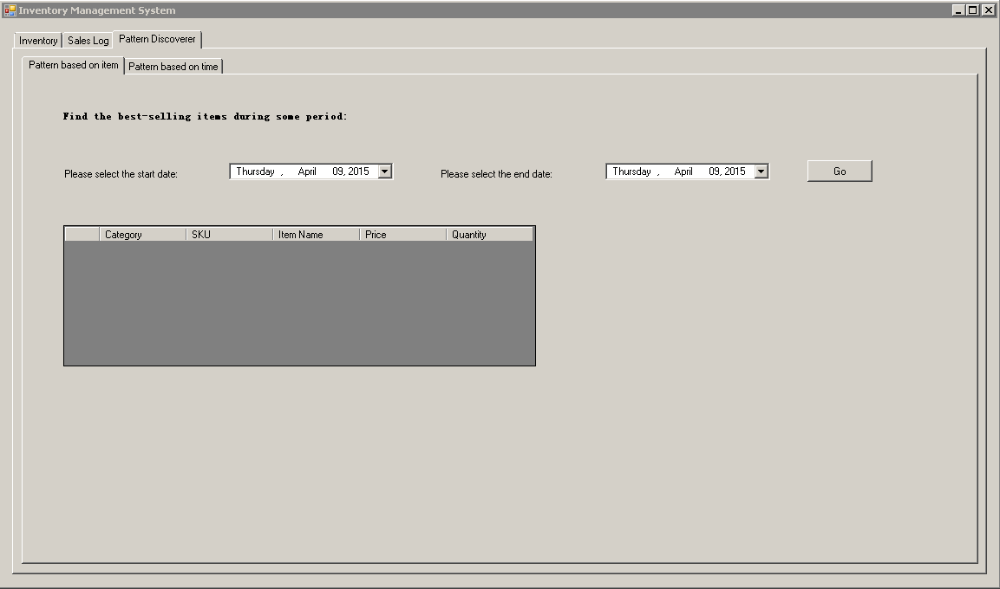 Inventory Management System
Inventory Sales Log Pattern Discoverer
Pattern based on item Pattern based on time
Find the best-selling items during some period:
Please select the start date: Thursday , April 09, 2015 Please select the end date: Thursday , April 09, 2015 Go
Category SKU Item Name Price Quantity